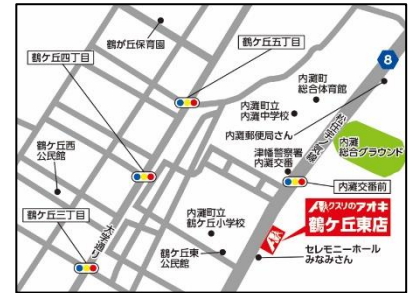 鶴が丘保育園
鶴ケ丘五丁目
8
鶴ケ丘四丁目
内灘町
総合体育館
内灘町立
内灘中学校
内灘郵便局さん
内灘
総合グラウンド
津幡警察署
内灘交番
鶴ケ丘西
公民館
内灘交番前
クスリのアオキ
鶴ケ丘東店
内灘町立
鶴ケ丘小学校
鶴ケ丘三丁目
大学通り
鶴ケ丘東
公民館
セレモニーホール
みなみさん